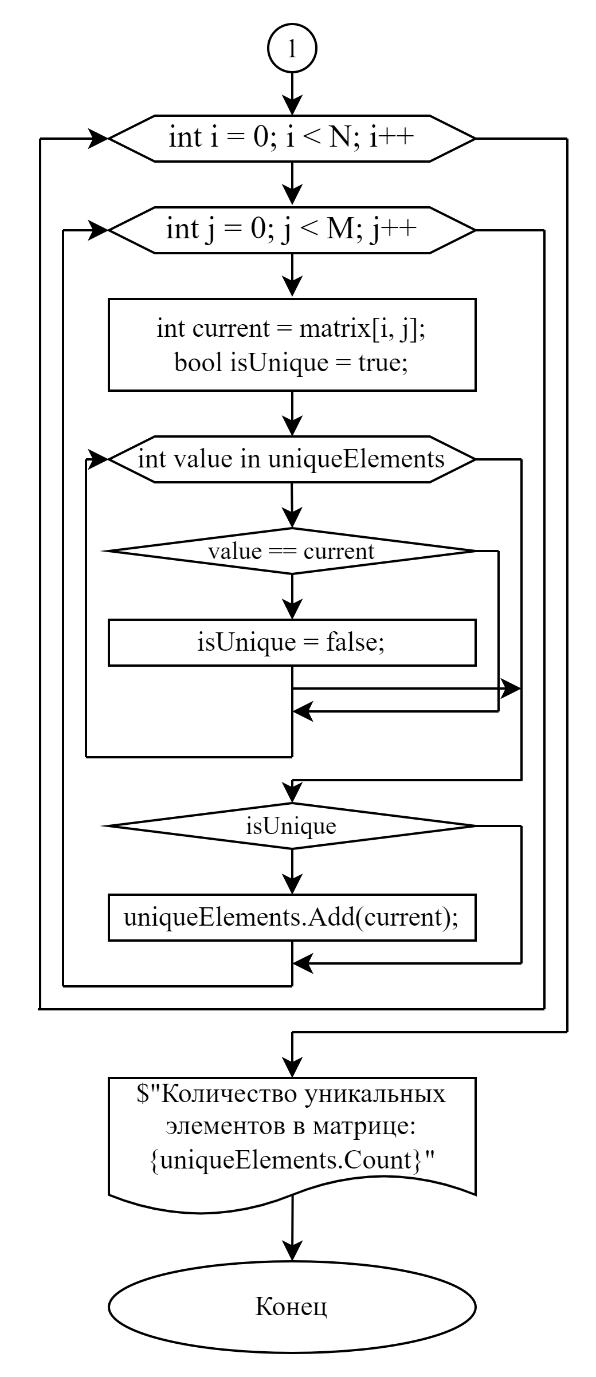 1
int i = 0; i < N; i++
int j = 0; j < M; j++
int current = matrix[i, j];
bool isUnique = true;
int value in uniqueElements
value == current
isUnique = false;
isUnique
uniqueElements.Add(current);
$"Количество уникальных
элементов в матрице:
{uniqueElements.Count}"
Конец